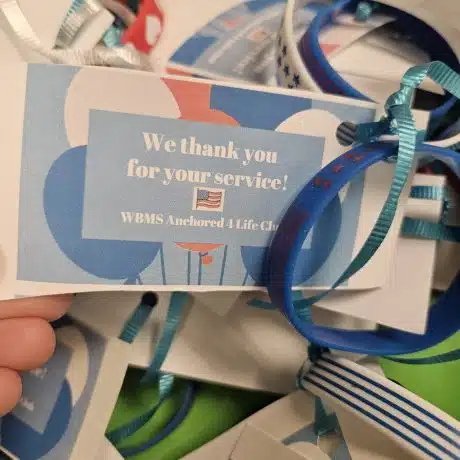 We thank you
for your service!
WBMS Anchored 4 Life